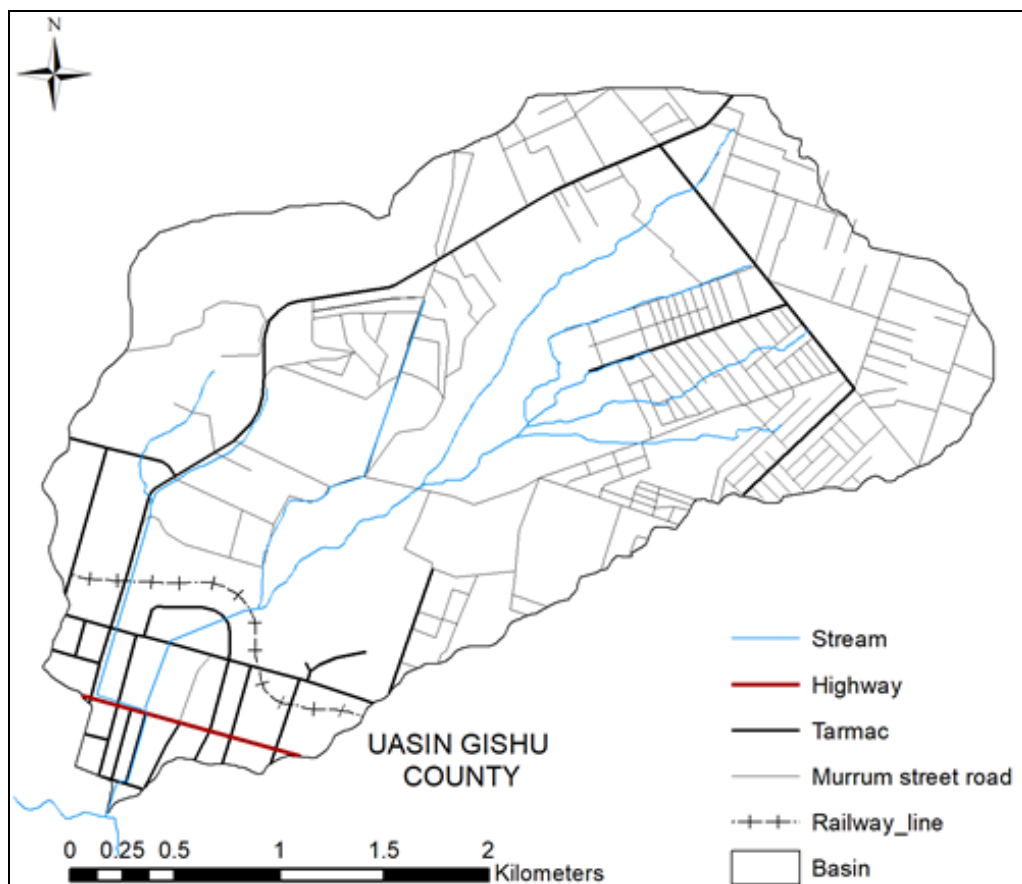 N
UASIN GISHU
COUNTY
Stream
Highway
Tarmac
Murrum street road
Railway_line
Basin
0 0.25 0.5 1 1.5 2
Kilometers